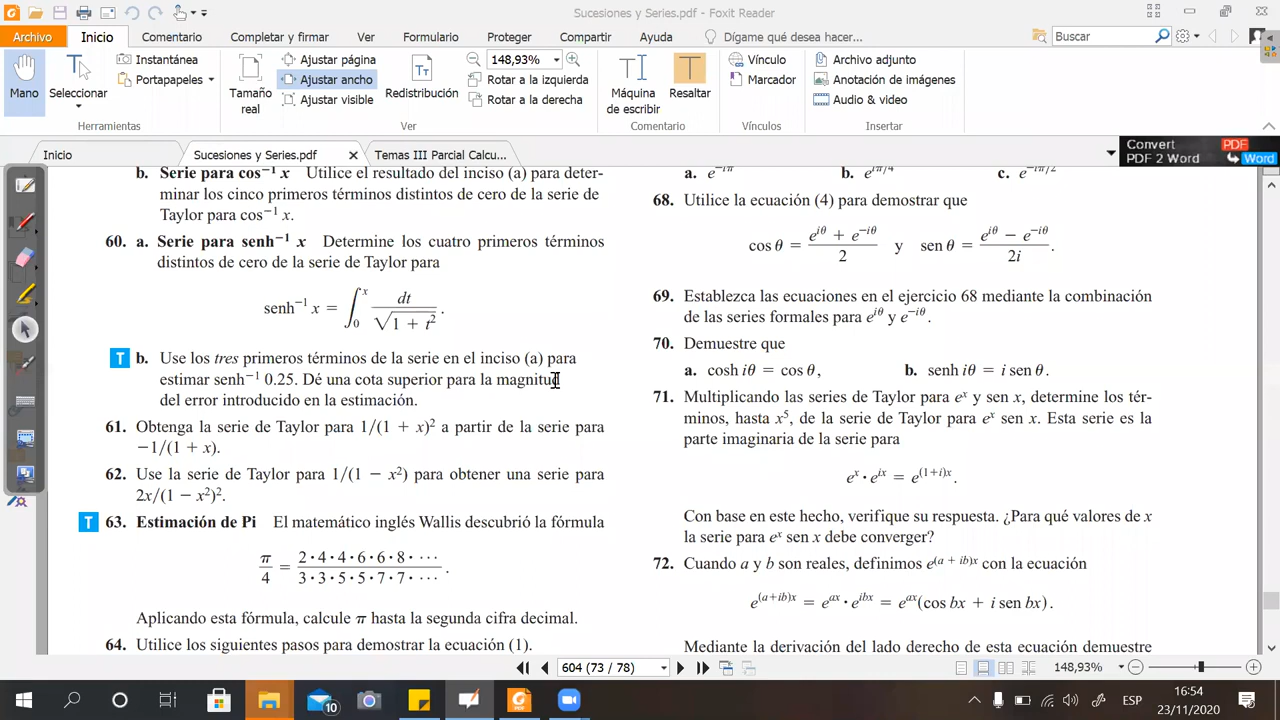 Sucesiones y Series.pdf - Foxit Reader
Archivo Inicio Comentario Completar y firmar Ver Formulario Proteger Compartir Ayuda Dígame qué desea hacer... Buscar
Mano
Seleccionar
Instantánea
Portapapeles
Herramientas
Tamaño real
Ajustar página
Ajustar ancho
Ajustar visible
Redistribución
148,93%
Rotar a la izquierda
Rotar a la derecha
Ver
Máquina de escribir
Resaltar
Comentario
Vínculo
Marcador
Vínculos
Archivo adjunto
Anotación de imágenes
Audio & video
Insertar
Inicio Sucesiones y Series.pdf Temas III Parcial Calcu...
Convert PDF
PDF 2 Word Word
b. Serie para cos⁻¹ x Utilice el resultado del inciso (a) para deter-
minar los cinco primeros términos distintos de cero de la serie de
Taylor para cos⁻¹ x.
60. a. Serie para senh⁻¹ x Determine los cuatro primeros términos
distintos de cero de la serie de Taylor para
senh⁻¹ x = ∫₀ˣ dt / √(1 + t²).
T b. Use los tres primeros términos de la serie en el inciso (a) para
estimar senh⁻¹ 0.25. Dé una cota superior para la magnitud
del error introducido en la estimación.
61. Obtenga la serie de Taylor para 1/(1 + x)² a partir de la serie para
−1/(1 + x).
62. Use la serie de Taylor para 1/(1 − x²) para obtener una serie para
2x/(1 − x²)².
T 63. Estimación de Pi El matemático inglés Wallis descubrió la fórmula
π/4 = 2 • 4 • 4 • 6 • 6 • 8 • ⋯ / 3 • 3 • 5 • 5 • 7 • 7 • ⋯.
Aplicando esta fórmula, calcule π hasta la segunda cifra decimal.
64. Utilice los siguientes pasos para demostrar la ecuación (1).
a. e^(−iπ) b. e^(iπ/4) c. e^(−iπ/2)
68. Utilice la ecuación (4) para demostrar que
cos θ = (e^(iθ) + e^(−iθ)) / 2 y sen θ = (e^(iθ) − e^(−iθ)) / 2i.
69. Establezca las ecuaciones en el ejercicio 68 mediante la combinación
de las series formales para e^(iθ) y e^(−iθ).
70. Demuestre que
a. cosh iθ = cos θ, b. senh iθ = i sen θ.
71. Multiplicando las series de Taylor para eˣ y sen x, determine los tér-
minos, hasta x⁵, de la serie de Taylor para eˣ sen x. Esta serie es la
parte imaginaria de la serie para
eˣ • e^(ix) = e^((1+i)x).
Con base en este hecho, verifique su respuesta. ¿Para qué valores de x
la serie para eˣ sen x debe converger?
72. Cuando a y b son reales, definimos e^((a + ib)x) con la ecuación
e^((a+ib)x) = e^(ax) • e^(ibx) = e^(ax)(cos bx + i sen bx).
Mediante la derivación del lado derecho de esta ecuación demuestre
604 (73 / 78)
148,93%
10
ESP
16:54
23/11/2020